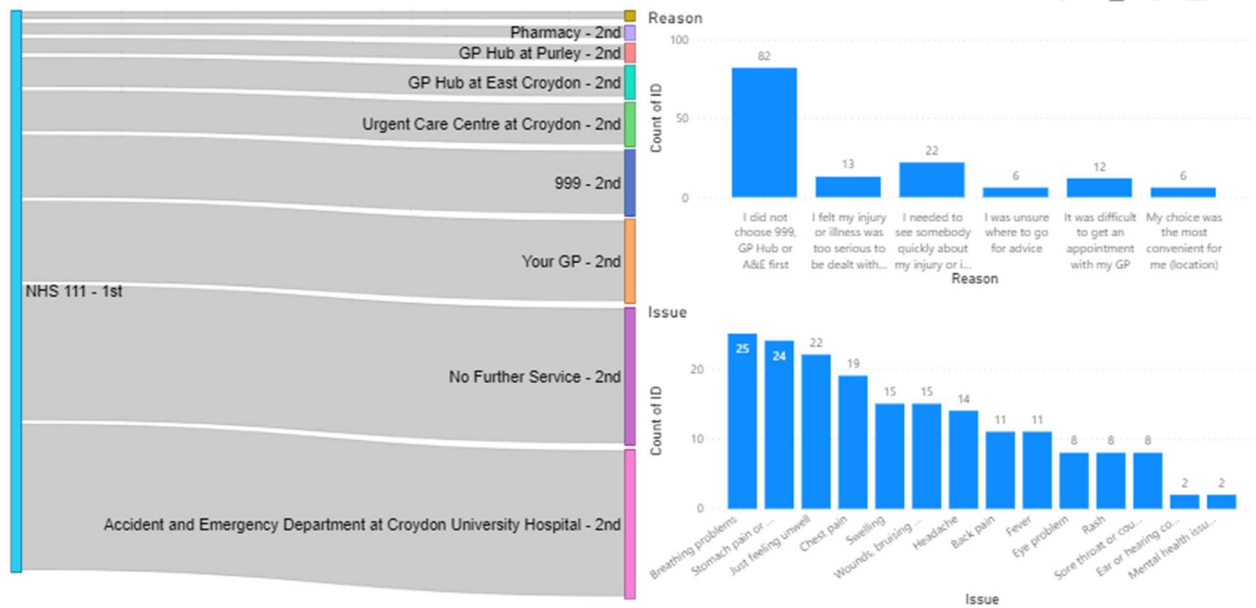 Pharmacy - 2nd
GP Hub at Purley - 2nd
GP Hub at East Croydon - 2nd
Urgent Care Centre at Croydon - 2nd
999 - 2nd
Your GP - 2nd
NHS 111 - 1st
No Further Service - 2nd
Accident and Emergency Department at Croydon University Hospital - 2nd
Reason
100
50
0
Count of ID
82
13
22
6
12
6
I did not
choose 999,
GP Hub or
A&E first
I felt my injury
or illness was
too serious to
be dealt with...
I needed to
see somebody
quickly about
my injury or i...
I was unsure
where to go
for advice
It was difficult
to get an
appointment
with my GP
My choice was
the most
convenient for
me (location)
Reason
Issue
20
10
0
Count of ID
25
24
22
19
15
15
14
11
11
8
8
8
2
2
Breathing problems
Stomach pain or ...
Just feeling unwell
Chest pain
Swelling
Wounds, bruising ...
Headache
Back pain
Fever
Eye problem
Rash
Sore throat or cou...
Ear or hearing co...
Mental health issu...
Issue